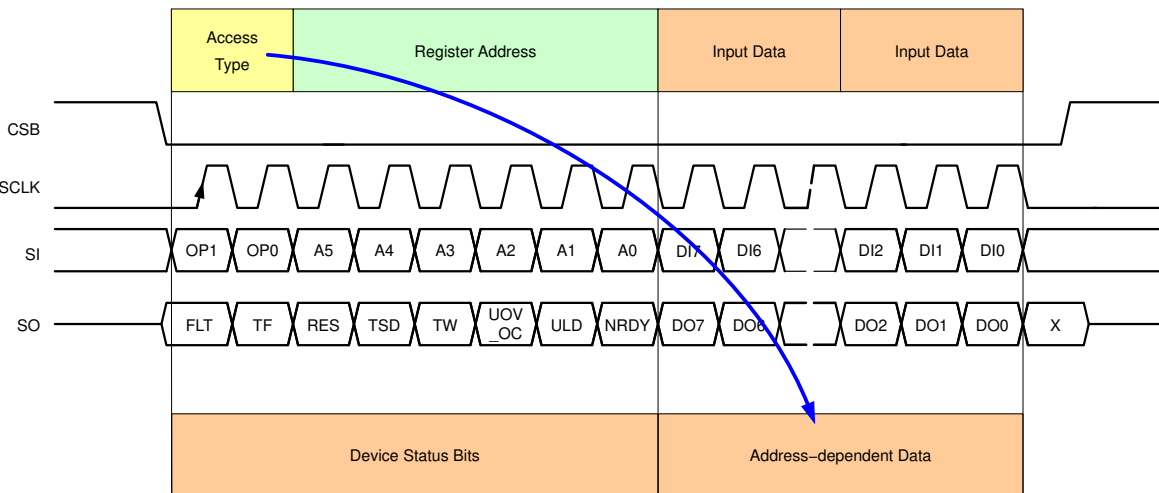 Access
Type
Register Address
Input Data
Input Data
CSB
SCLK
SI
OP1 OP0 A5 A4 A3 A2 A1 A0 DI7 DI6 DI2 DI1 DI0
SO
FLT TF RES TSD TW UOV
_OC ULD NRDY DO7 DO6 DO2 DO1 DO0 X
Device Status Bits
Address−dependent Data